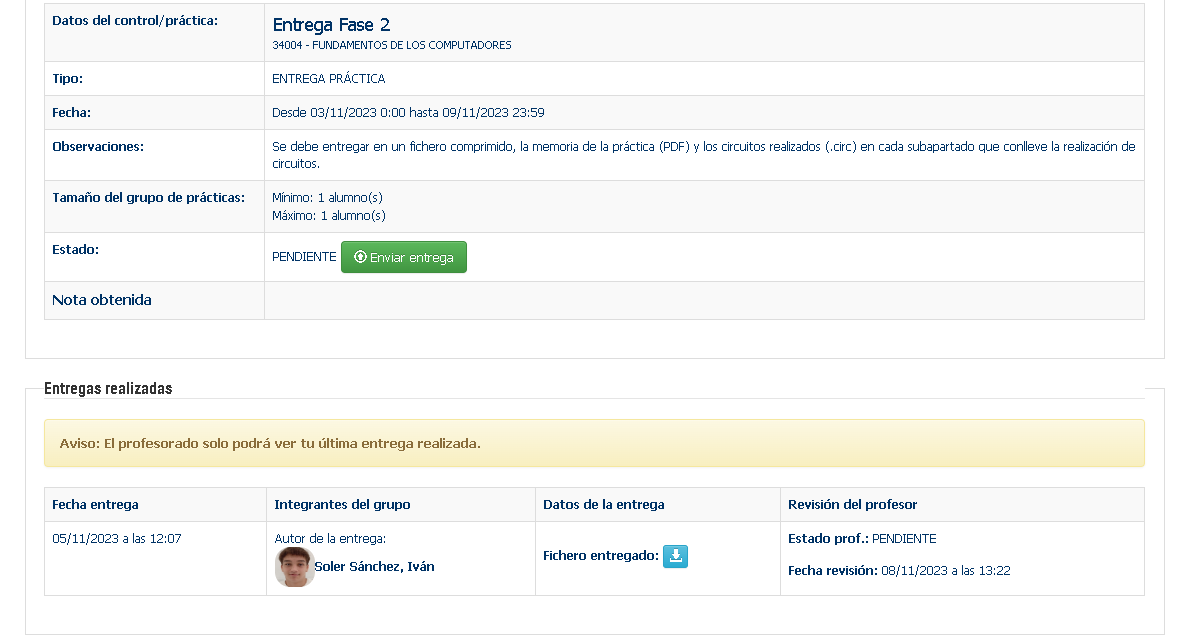 Datos del control/práctica:
Entrega Fase 2
34004 - FUNDAMENTOS DE LOS COMPUTADORES
Tipo:
ENTREGA PRÁCTICA
Fecha:
Desde 03/11/2023 0:00 hasta 09/11/2023 23:59
Observaciones:
Se debe entregar en un fichero comprimido, la memoria de la práctica (PDF) y los circuitos realizados (.circ) en cada subapartado que conlleve la realización de
circuitos.
Tamaño del grupo de prácticas:
Mínimo: 1 alumno(s)
Máximo: 1 alumno(s)
Estado:
PENDIENTE Enviar entrega
Nota obtenida
Entregas realizadas
Aviso: El profesorado solo podrá ver tu última entrega realizada.
Fecha entrega
Integrantes del grupo
Datos de la entrega
Revisión del profesor
05/11/2023 a las 12:07
Autor de la entrega:
Soler Sánchez, Iván
Fichero entregado:
Estado prof.: PENDIENTE
Fecha revisión: 08/11/2023 a las 13:22